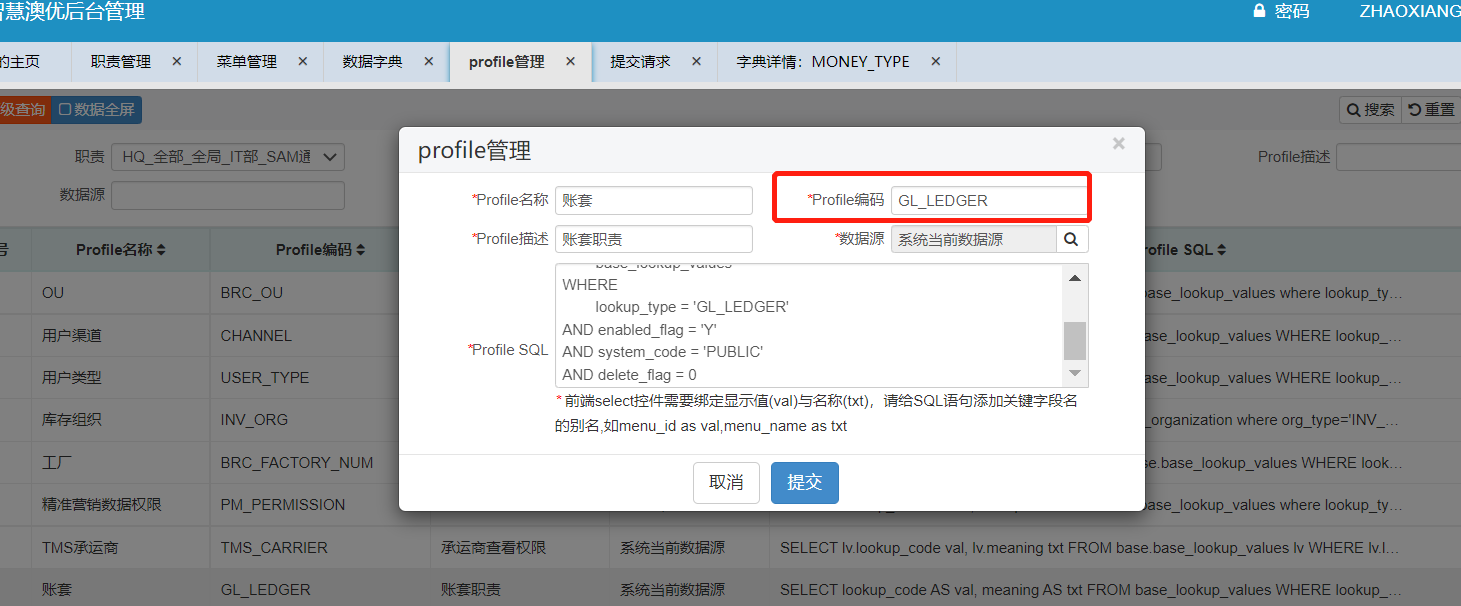 智慧澳优后台管理
密码
ZHAOXIANG
的主页
职责管理 ×
菜单管理 ×
数据字典 ×
profile管理 ×
提交请求 ×
字典详情：MONEY_TYPE ×
级查询
数据全屏
搜索
重置
职责
HQ_全部_全局_IT部_SAM通
Profile描述
数据源
号
Profile名称
Profile编码
rofile SQL
OU
BRC_OU
base_lookup_values where lookup_ty…
用户渠道
CHANNEL
ase_lookup_values WHERE lookup_…
用户类型
USER_TYPE
ase_lookup_values WHERE lookup_…
库存组织
INV_ORG
_organization where org_type='INV_…
工厂
BRC_FACTORY_NUM
se.base_lookup_values WHERE look…
精准营销数据权限
PM_PERMISSION
ase_lookup_values where lookup_ty…
TMS承运商
TMS_CARRIER
承运商查看权限
系统当前数据源
SELECT lv.lookup_code val, lv.meaning txt FROM base.base_lookup_values lv WHERE lv.l…
账套
GL_LEDGER
账套职责
系统当前数据源
SELECT lookup_code AS val, meaning AS txt FROM base_lookup_values WHERE lookup_…
profile管理
×
*Profile名称
账套
*Profile编码
GL_LEDGER
*Profile描述
账套职责
*数据源
系统当前数据源
*Profile SQL
base_lookup_values
WHERE
lookup_type = 'GL_LEDGER'
AND enabled_flag = 'Y'
AND system_code = 'PUBLIC'
AND delete_flag = 0
* 前端select控件需要绑定显示值(val)与名称(txt)，请给SQL语句添加关键字段名
的别名,如menu_id as val,menu_name as txt
取消
提交